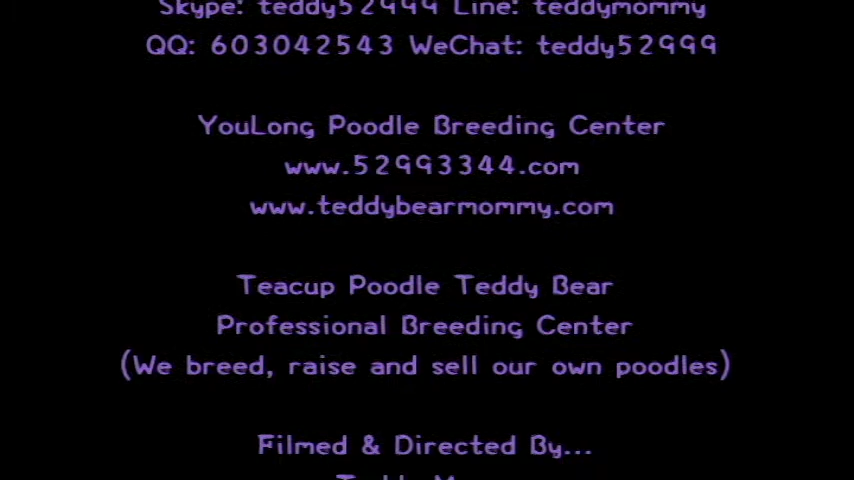 Skype: teddy52999 Line: teddymommy
QQ: 603042543 WeChat: teddy52999
YouLong Poodle Breeding Center
www.52993344.com
www.teddybearmommy.com
Teacup Poodle Teddy Bear
Professional Breeding Center
(We breed, raise and sell our own poodles)
Filmed & Directed By...